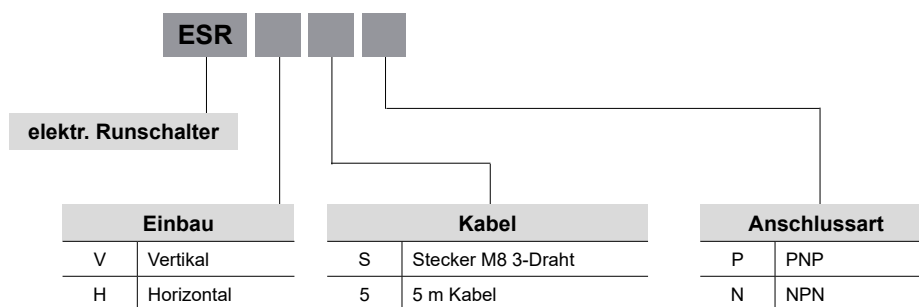 ESR
elektr. Runschalter
Einbau
V Vertikal
H Horizontal
Kabel
S Stecker M8 3-Draht
5 5 m Kabel
Anschlussart
P PNP
N NPN